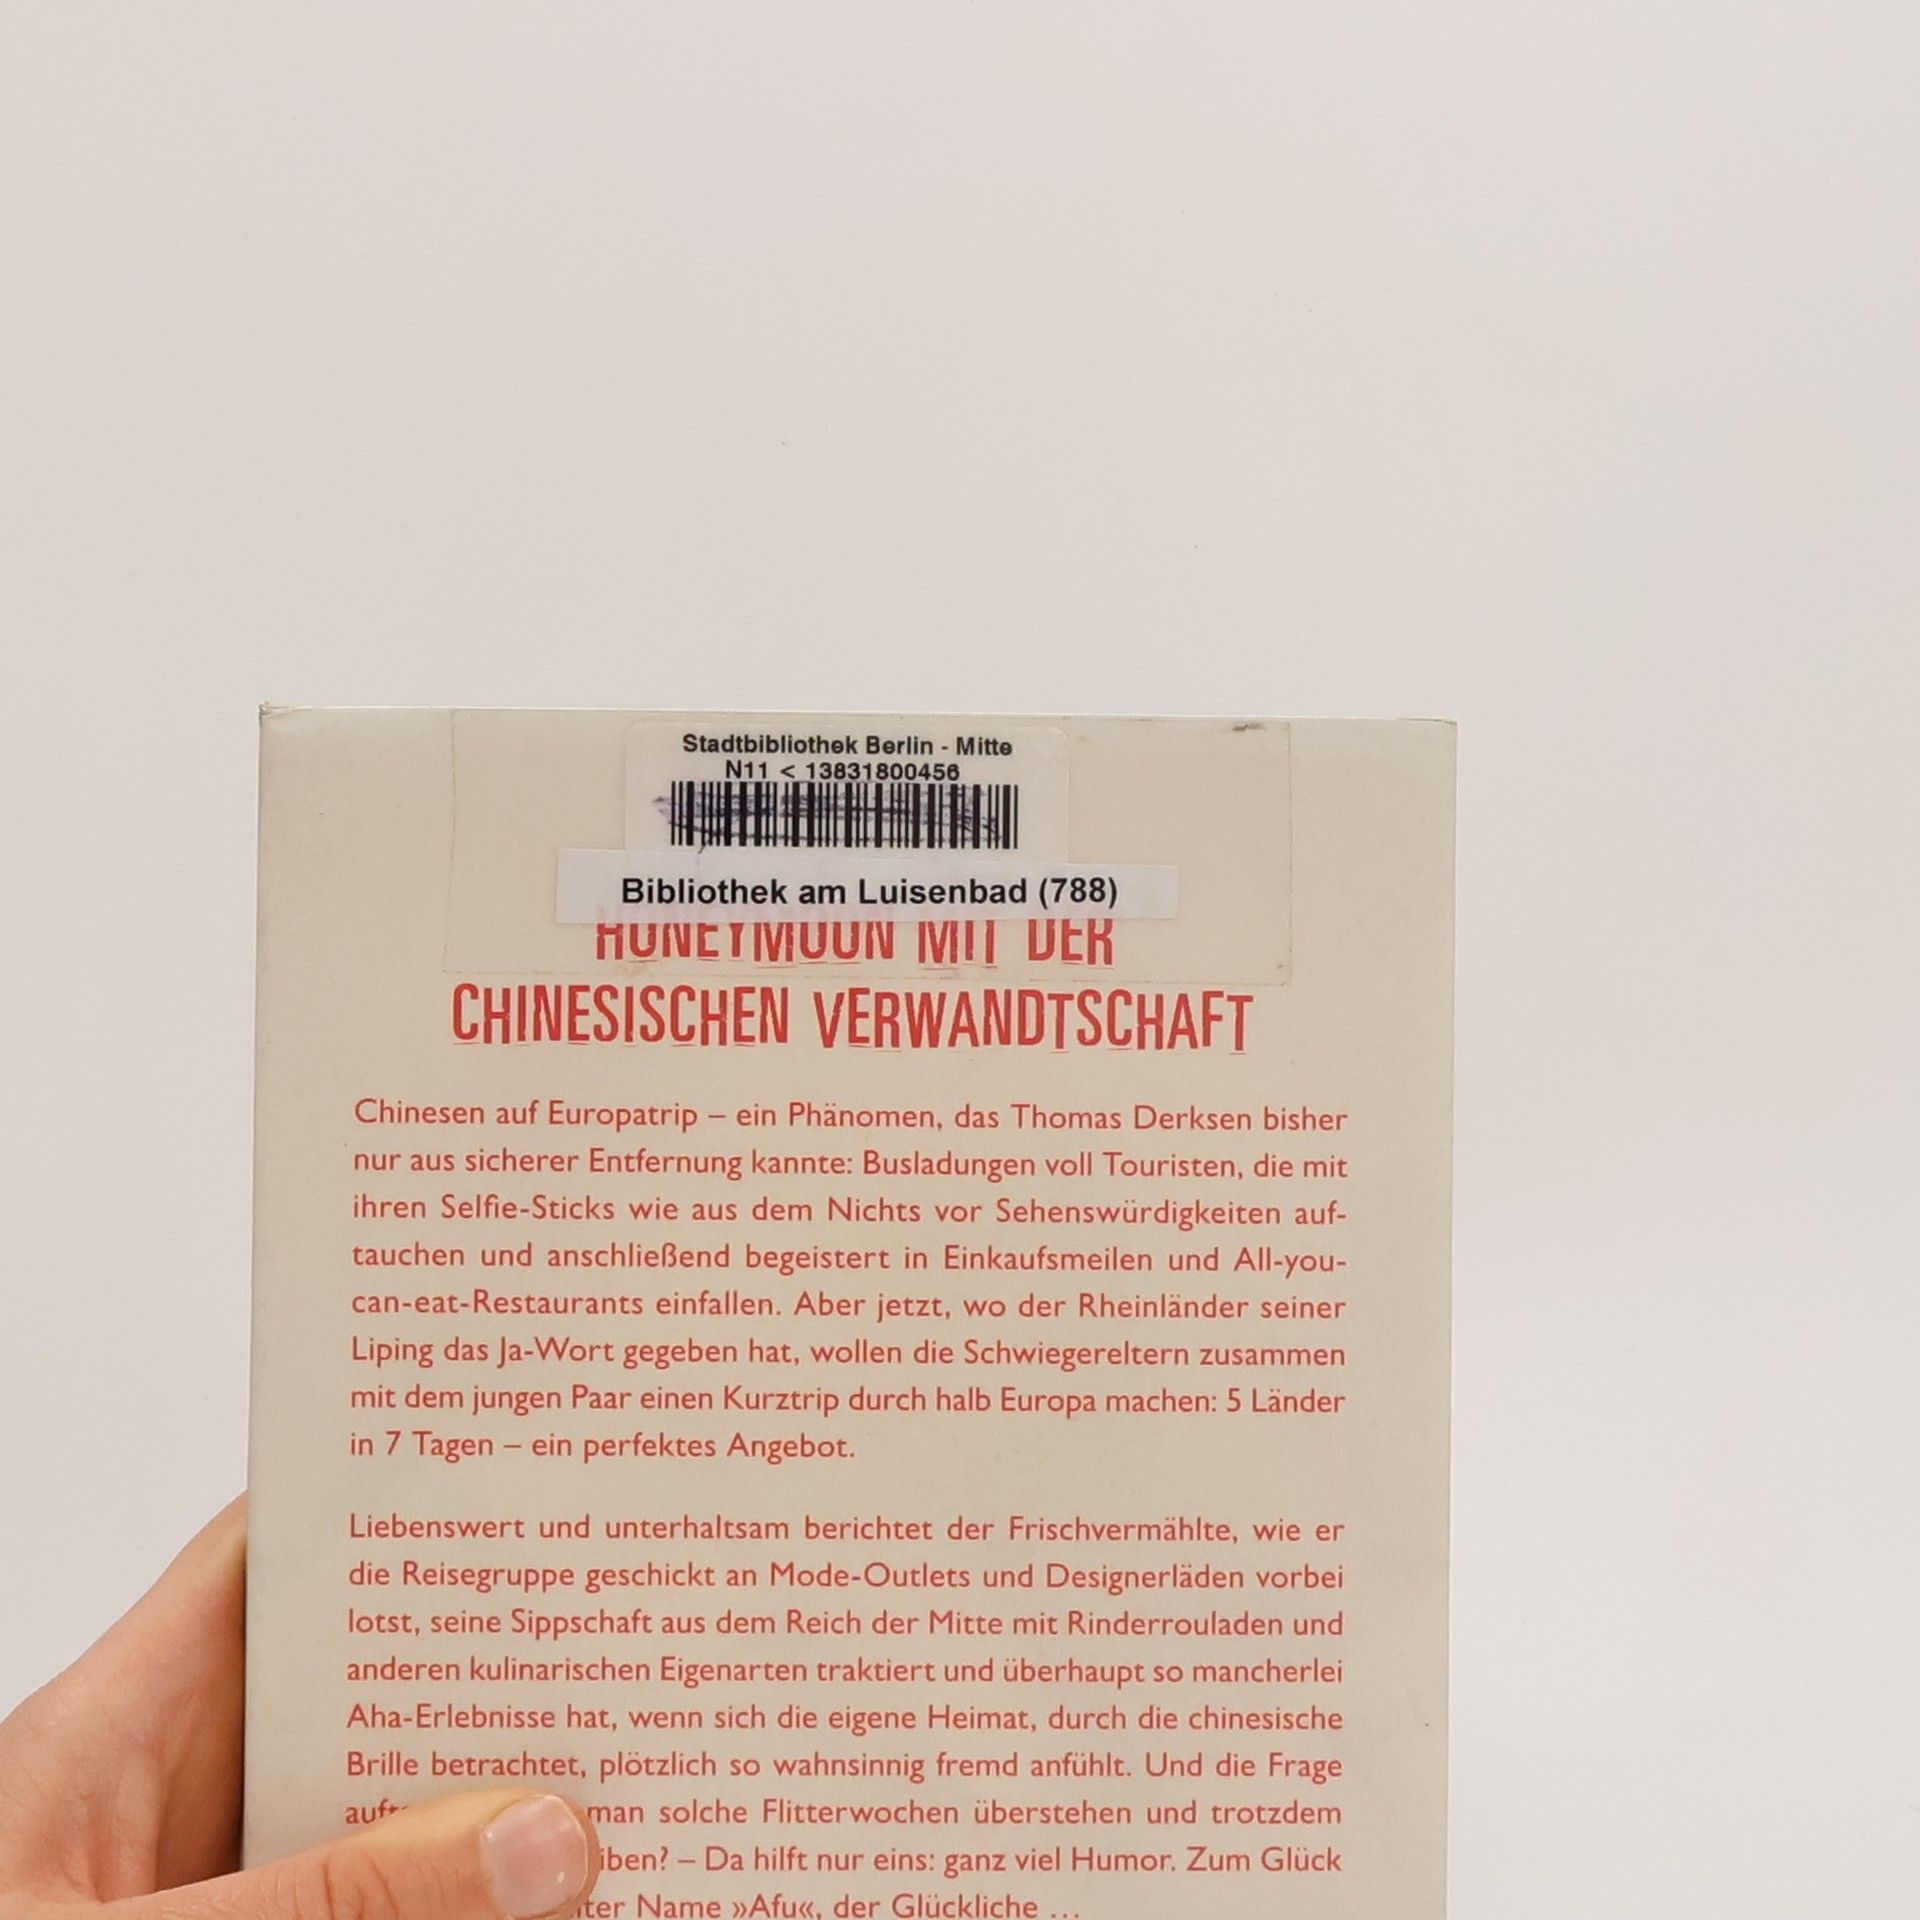 Stadtbibliothek Berlin - Mitte
N11 < 13831800456
Bibliothek am Luisenbad (788)
HONEYMOON MIT DER
CHINESISCHEN VERWANDTSCHAFT
Chinesen auf Europatrip – ein Phänomen, das Thomas Derksen bisher
nur aus sicherer Entfernung kannte: Busladungen voll Touristen, die mit
ihren Selfie-Sticks wie aus dem Nichts vor Sehenswürdigkeiten auf-
tauchen und anschließend begeistert in Einkaufsmeilen und All-you-
can-eat-Restaurants einfallen. Aber jetzt, wo der Rheinländer seiner
Liping das Ja-Wort gegeben hat, wollen die Schwiegereltern zusammen
mit dem jungen Paar einen Kurztrip durch halb Europa machen: 5 Länder
in 7 Tagen – ein perfektes Angebot.
Liebenswert und unterhaltsam berichtet der Frischvermählte, wie er
die Reisegruppe geschickt an Mode-Outlets und Designerläden vorbei
lotst, seine Sippschaft aus dem Reich der Mitte mit Rinderrouladen und
anderen kulinarischen Eigenarten traktiert und überhaupt so mancherlei
Aha-Erlebnisse hat, wenn sich die eigene Heimat, durch die chinesische
Brille betrachtet, plötzlich so wahnsinnig fremd anfühlt. Und die Frage
man solche Flitterwochen überstehen und trotzdem
– Da hilft nur eins: ganz viel Humor. Zum Glück
Name »Afu«, der Glückliche …